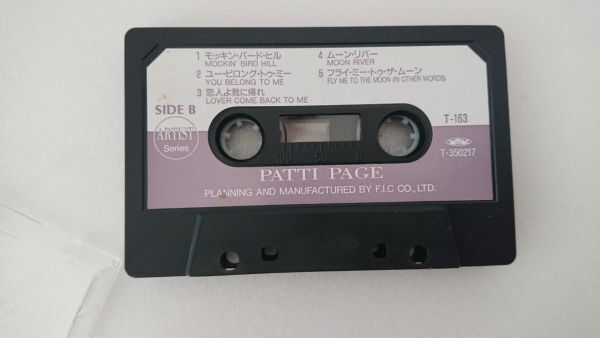 1 モッキン・バード・ヒル
MOCKIN' BIRD HILL
2 ユー・ビロング・トゥ・ミー
YOU BELONG TO ME
3 恋人よ我に帰れ
LOVER COME BACK TO ME
4 ムーン・リバー
MOON RIVER
5 フライ・ミー・トゥ・ザ・ムーン
FLY ME TO THE MOON (IN OTHER WORDS)
SIDE B
ARTIST
Series
T-163
T-350217
100 50 0
PATTI PAGE
PLANNING AND MANUFACTURED BY F.I.C CO., LTD.